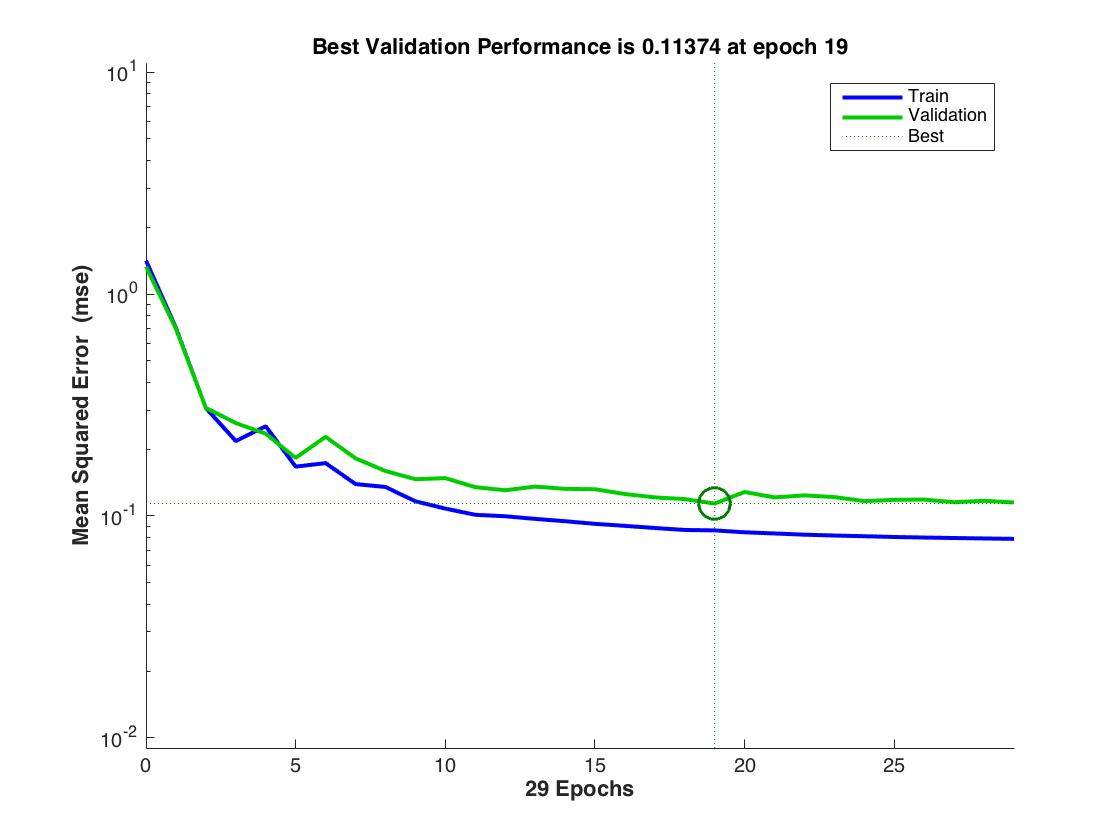 Best Validation Performance is 0.11374 at epoch 19
Train
Validation
Best
Mean Squared Error (mse)
10^1
10^0
10^-1
10^-2
0 5 10 15 20 25
29 Epochs